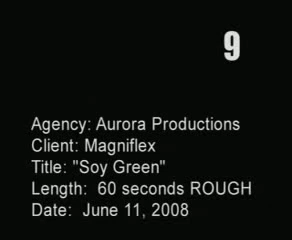 9
Agency: Aurora Productions
Client: Magniflex
Title: "Soy Green"
Length:  60 seconds ROUGH
Date:  June 11, 2008